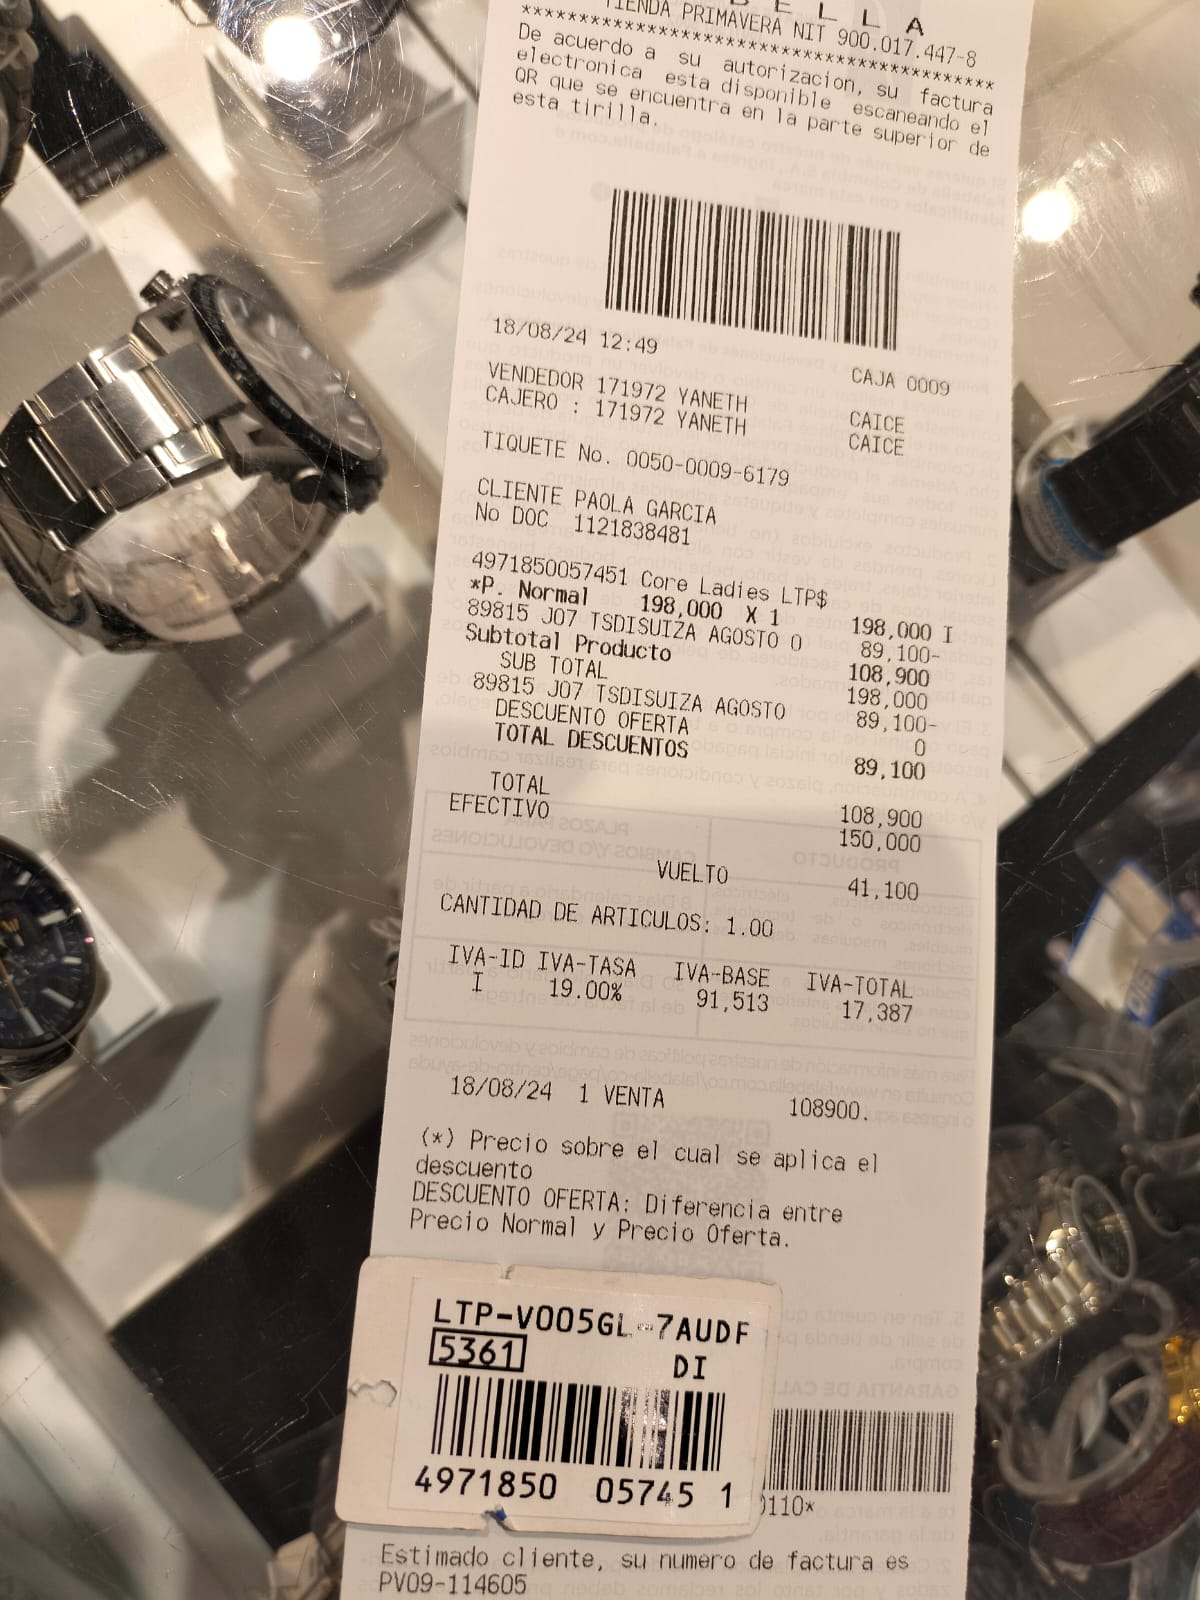 ELLA
TIENDA PRIMAVERA NIT 900.017.447-8
*****************************************
De acuerdo a su autorizacion, su factura
electronica esta disponible escaneando el
QR que se encuentra en la parte superior de
esta tirilla.
18/08/24 12:49 CAJA 0009
VENDEDOR 171972 YANETH CAICE
CAJERO : 171972 YANETH CAICE
TIQUETE No. 0050-0009-6179
CLIENTE PAOLA GARCIA
No DOC 1121838481
4971850057451 Core Ladies LTP$
*P. Normal 198,000 X 1 198,000 I
89815 J07 TSDISUIZA AGOSTO 0 89,100-
Subtotal Producto 108,900
SUB TOTAL 198,000
89815 J07 TSDISUIZA AGOSTO 89,100-
DESCUENTO OFERTA 0
TOTAL DESCUENTOS 89,100
TOTAL 108,900
EFECTIVO 150,000
VUELTO 41,100
CANTIDAD DE ARTICULOS: 1.00
IVA-ID IVA-TASA IVA-BASE IVA-TOTAL
I 19.00% 91,513 17,387
18/08/24 1 VENTA 108900.
(*) Precio sobre el cual se aplica el
descuento
DESCUENTO OFERTA: Diferencia entre
Precio Normal y Precio Oferta.
LTP-V005GL-7AUDF
5361 DI
4971850 05745 1
0110*
Estimado cliente, su numero de factura es
PV09-114605